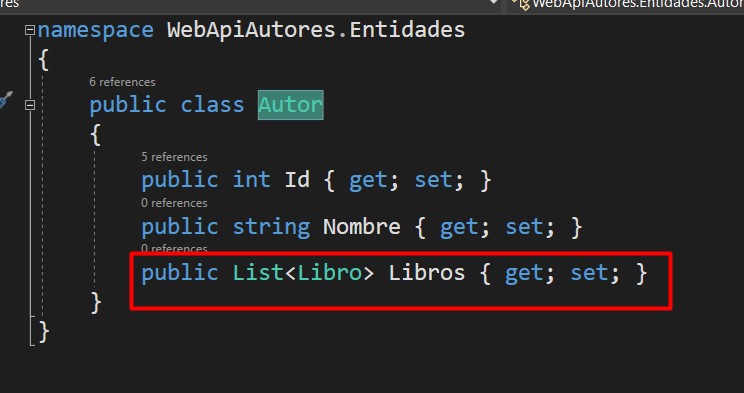 res
WebApiAutores.Entidades.Autor
namespace WebApiAutores.Entidades
{
6 references
public class Autor
{
5 references
public int Id { get; set; }
0 references
public string Nombre { get; set; }
0 references
public List<Libro> Libros { get; set; }
}
}